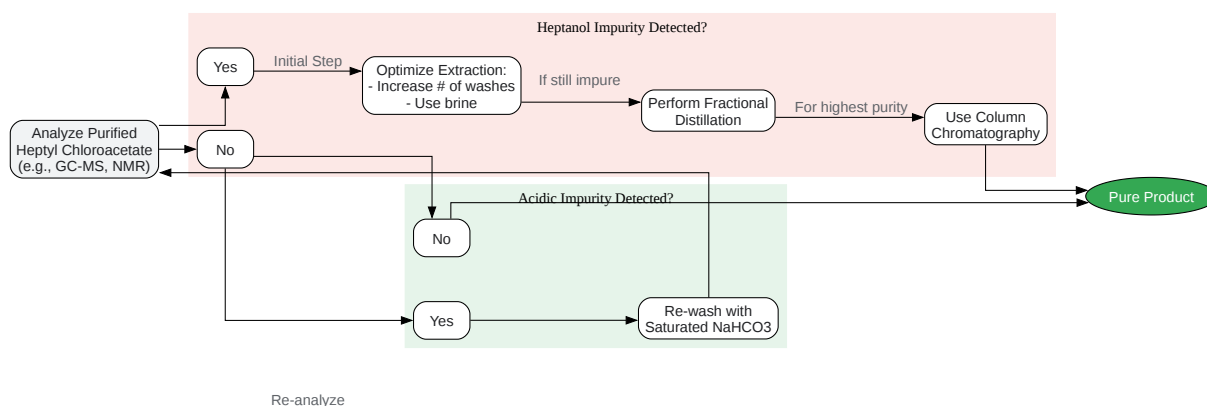 Heptanol Impurity Detected?
Yes
Initial Step
Optimize Extraction:
- Increase # of washes
- Use brine
If still impure
Perform Fractional
Distillation
For highest purity
Use Column
Chromatography
Analyze Purified
Heptyl Chloroacetate
(e.g., GC-MS, NMR)
No
Pure Product
Acidic Impurity Detected?
No
Yes
Re-wash with
Saturated NaHCO3
Re-analyze